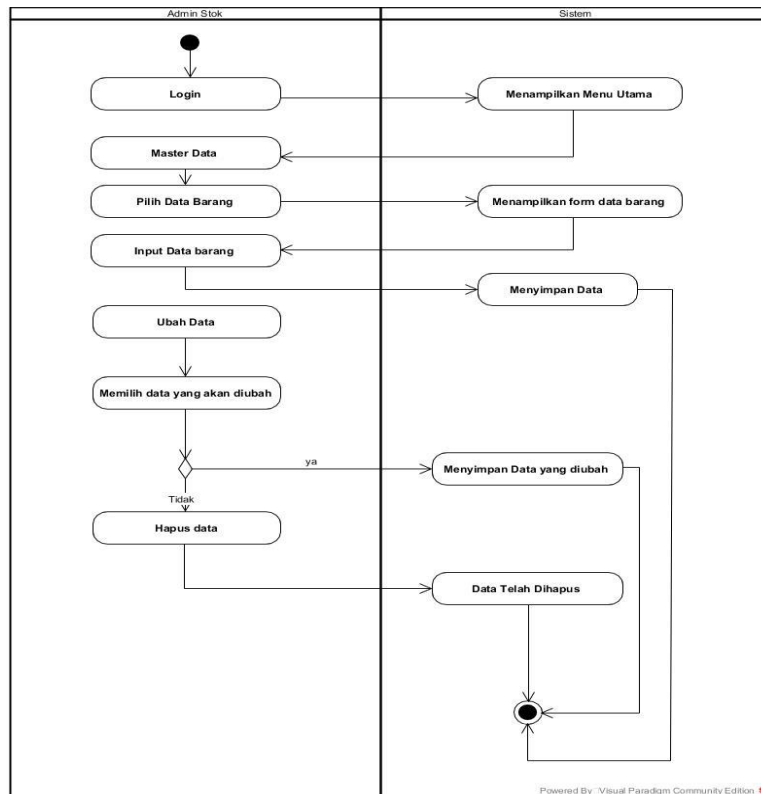 Admin Stok
Sistem
Login
Menampilkan Menu Utama
Master Data
Pilih Data Barang
Menampilkan form data barang
Input Data barang
Menyimpan Data
Ubah Data
Memilih data yang akan diubah
ya
Menyimpan Data yang diubah
Tidak
Hapus data
Data Telah Dihapus
Powered By Visual Paradigm Community Edition